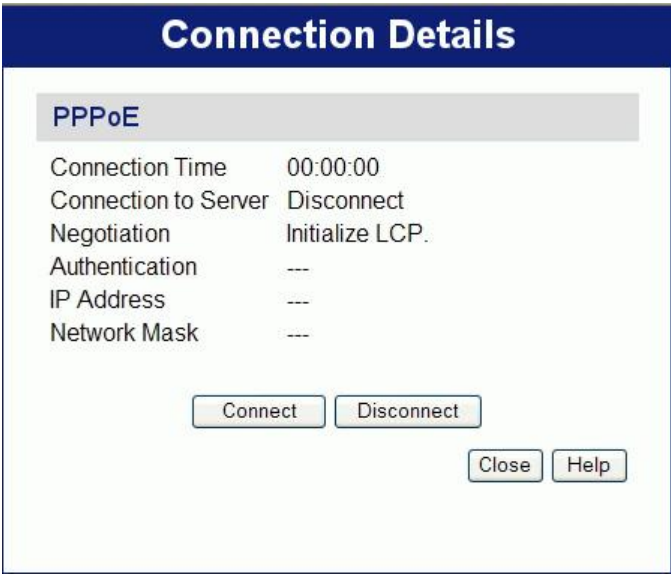 Connection Details
PPPoE
Connection Time 00:00:00
Connection to Server Disconnect
Negotiation Initialize LCP.
Authentication ---
IP Address ---
Network Mask ---
Connect Disconnect
Close Help